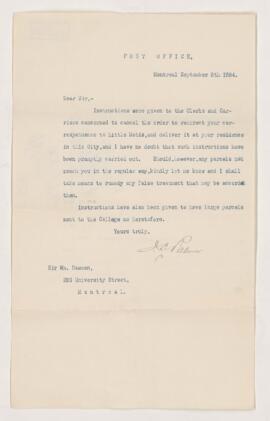 POST OFFICE,
Montreal September 8th 1884.
Dear Sir,-
Instructions were given to the Clerks and Car-
riers concerned to cancel the order to redirect your cor-
respondence to Little Metis, and deliver it at your residence
in this City, and I have no doubt that such instructions have
been promptly carried out. Should, however, any parcels not
reach you in the regular way, kindly let me know and I shall
take means to remedy any false treatment that may be accorded
them.
Instructions have also been given to have large parcels
sent to the College as heretofore.
Yours truly,
Sir Wm. Dawson,
293 University Street,
Montreal.